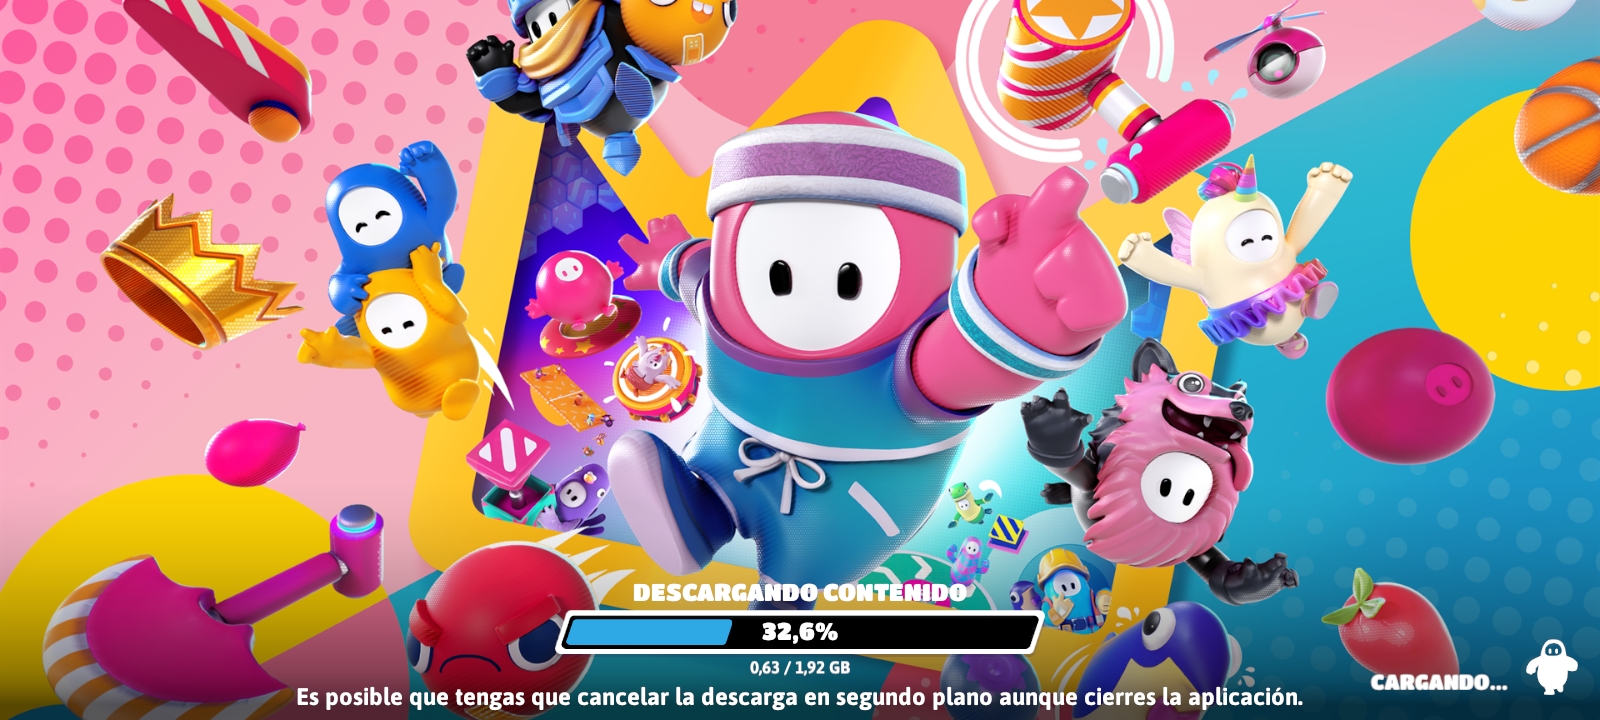 DESCARGANDO CONTENIDO
32,6%
0,63 / 1,92 GB
Es posible que tengas que cancelar la descarga en segundo plano aunque cierres la aplicación.
CARGANDO...